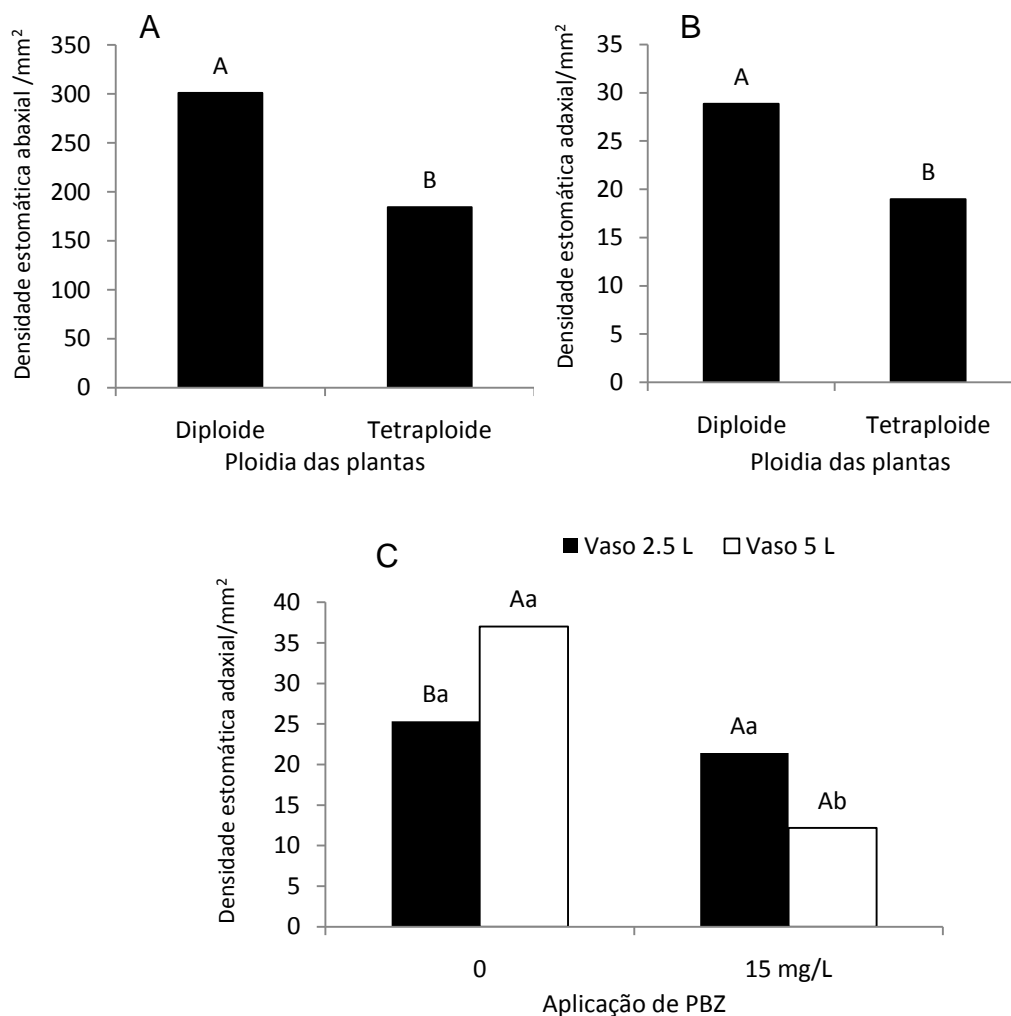 A
Densidade estomática abaxial /mm²
350
300
250
200
150
100
50
0
A
B
Diploide
Tetraploide
Ploidia das plantas
B
Densidade estomática adaxial/mm²
35
30
25
20
15
10
5
0
A
B
Diploide
Tetraploide
Ploidia das plantas
C
Vaso 2.5 L Vaso 5 L
Densidade estomática adaxial/mm²
40
35
30
25
20
15
10
5
0
Ba
Aa
Aa
Ab
0
15 mg/L
Aplicação de PBZ